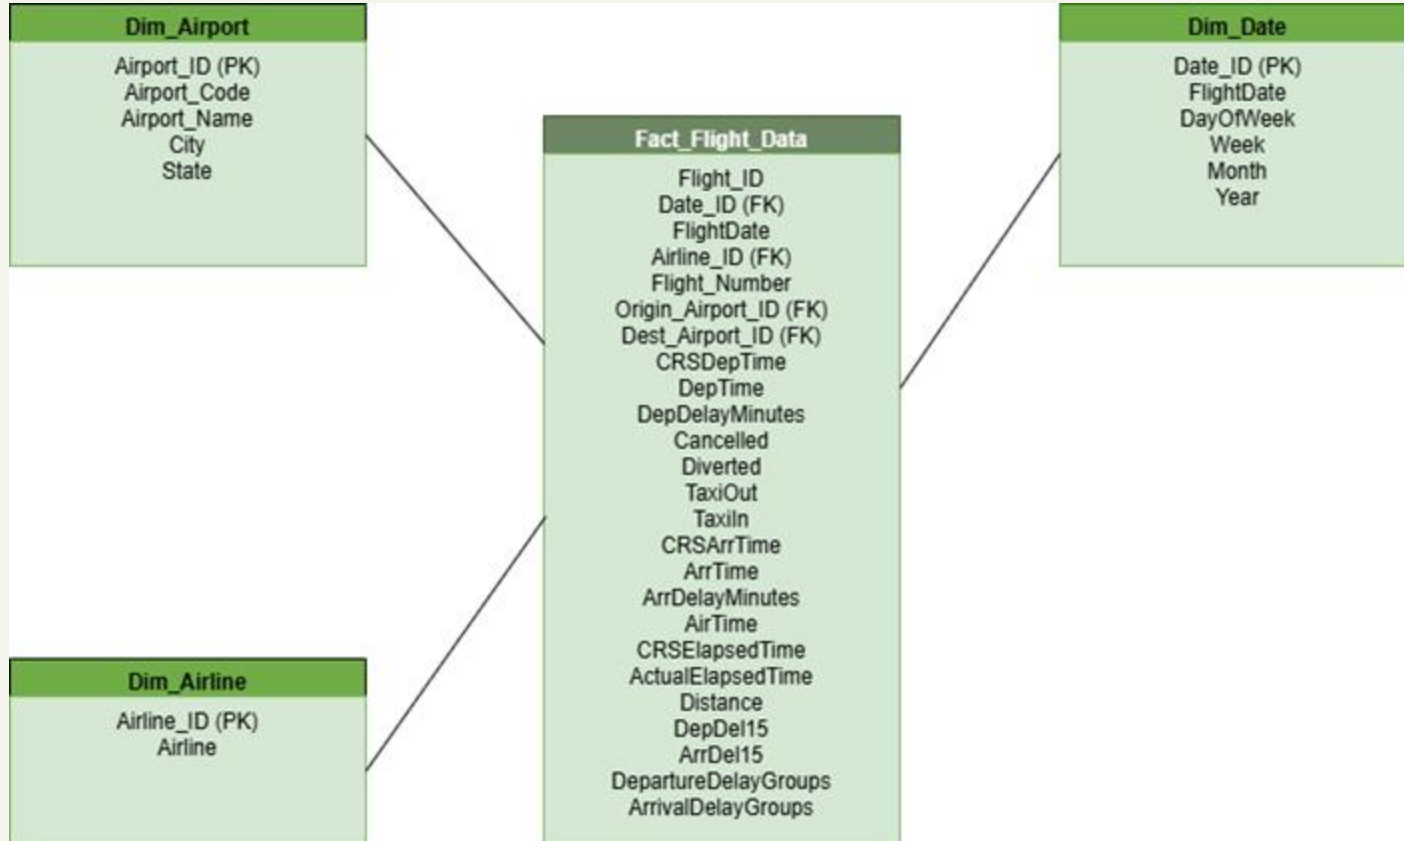 Dim_Airport
Airport_ID (PK)
Airport_Code
Airport_Name
City
State
Dim_Date
Date_ID (PK)
FlightDate
DayOfWeek
Week
Month
Year
Fact_Flight_Data
Flight_ID
Date_ID (FK)
FlightDate
Airline_ID (FK)
Flight_Number
Origin_Airport_ID (FK)
Dest_Airport_ID (FK)
CRSDepTime
DepTime
DepDelayMinutes
Cancelled
Diverted
TaxiOut
TaxiIn
CRSArrTime
ArrTime
ArrDelayMinutes
AirTime
CRSElapsedTime
ActualElapsedTime
Distance
DepDel15
ArrDel15
DepartureDelayGroups
ArrivalDelayGroups
Dim_Airline
Airline_ID (PK)
Airline